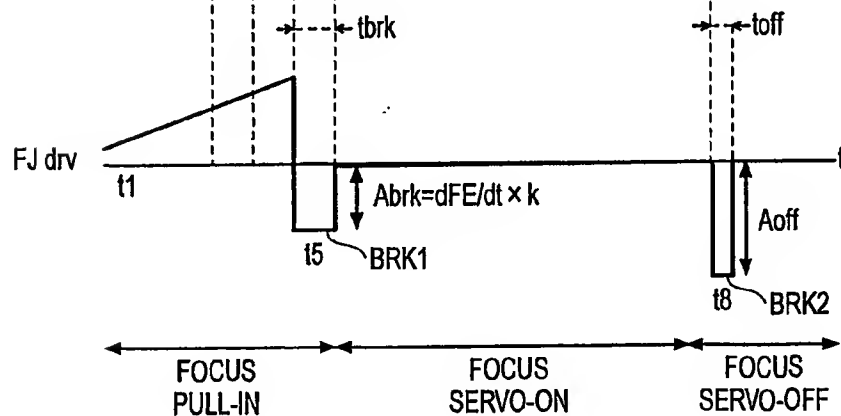 tbrk
toff
FJ drv
t
t1
Abrk=dFE/dt × k
Aoff
t5
BRK1
t8
BRK2
FOCUS
PULL-IN
FOCUS
SERVO-ON
FOCUS
SERVO-OFF